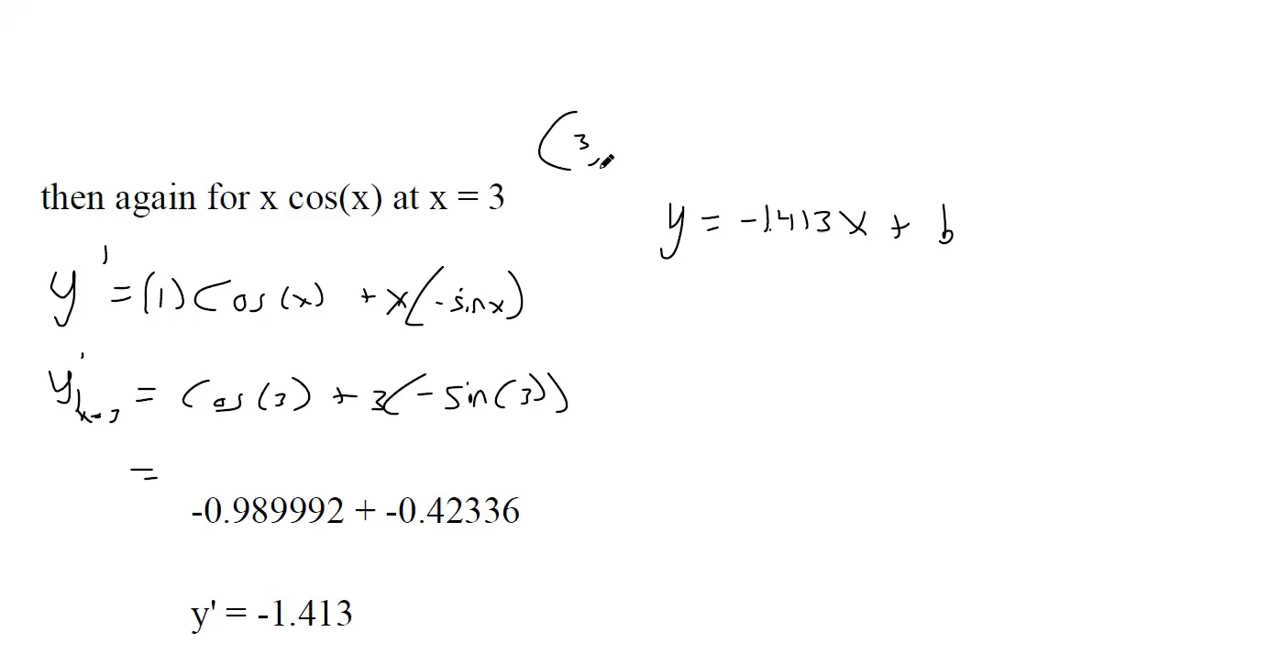 (3,
then again for x cos(x) at x = 3
y = -1.413x + b
y' = (1)Cos(x) + x(-sinx)
y'x=3 = Cos(3) + 3(-Sin(3))
=
-0.989992 + -0.42336
y' = -1.413